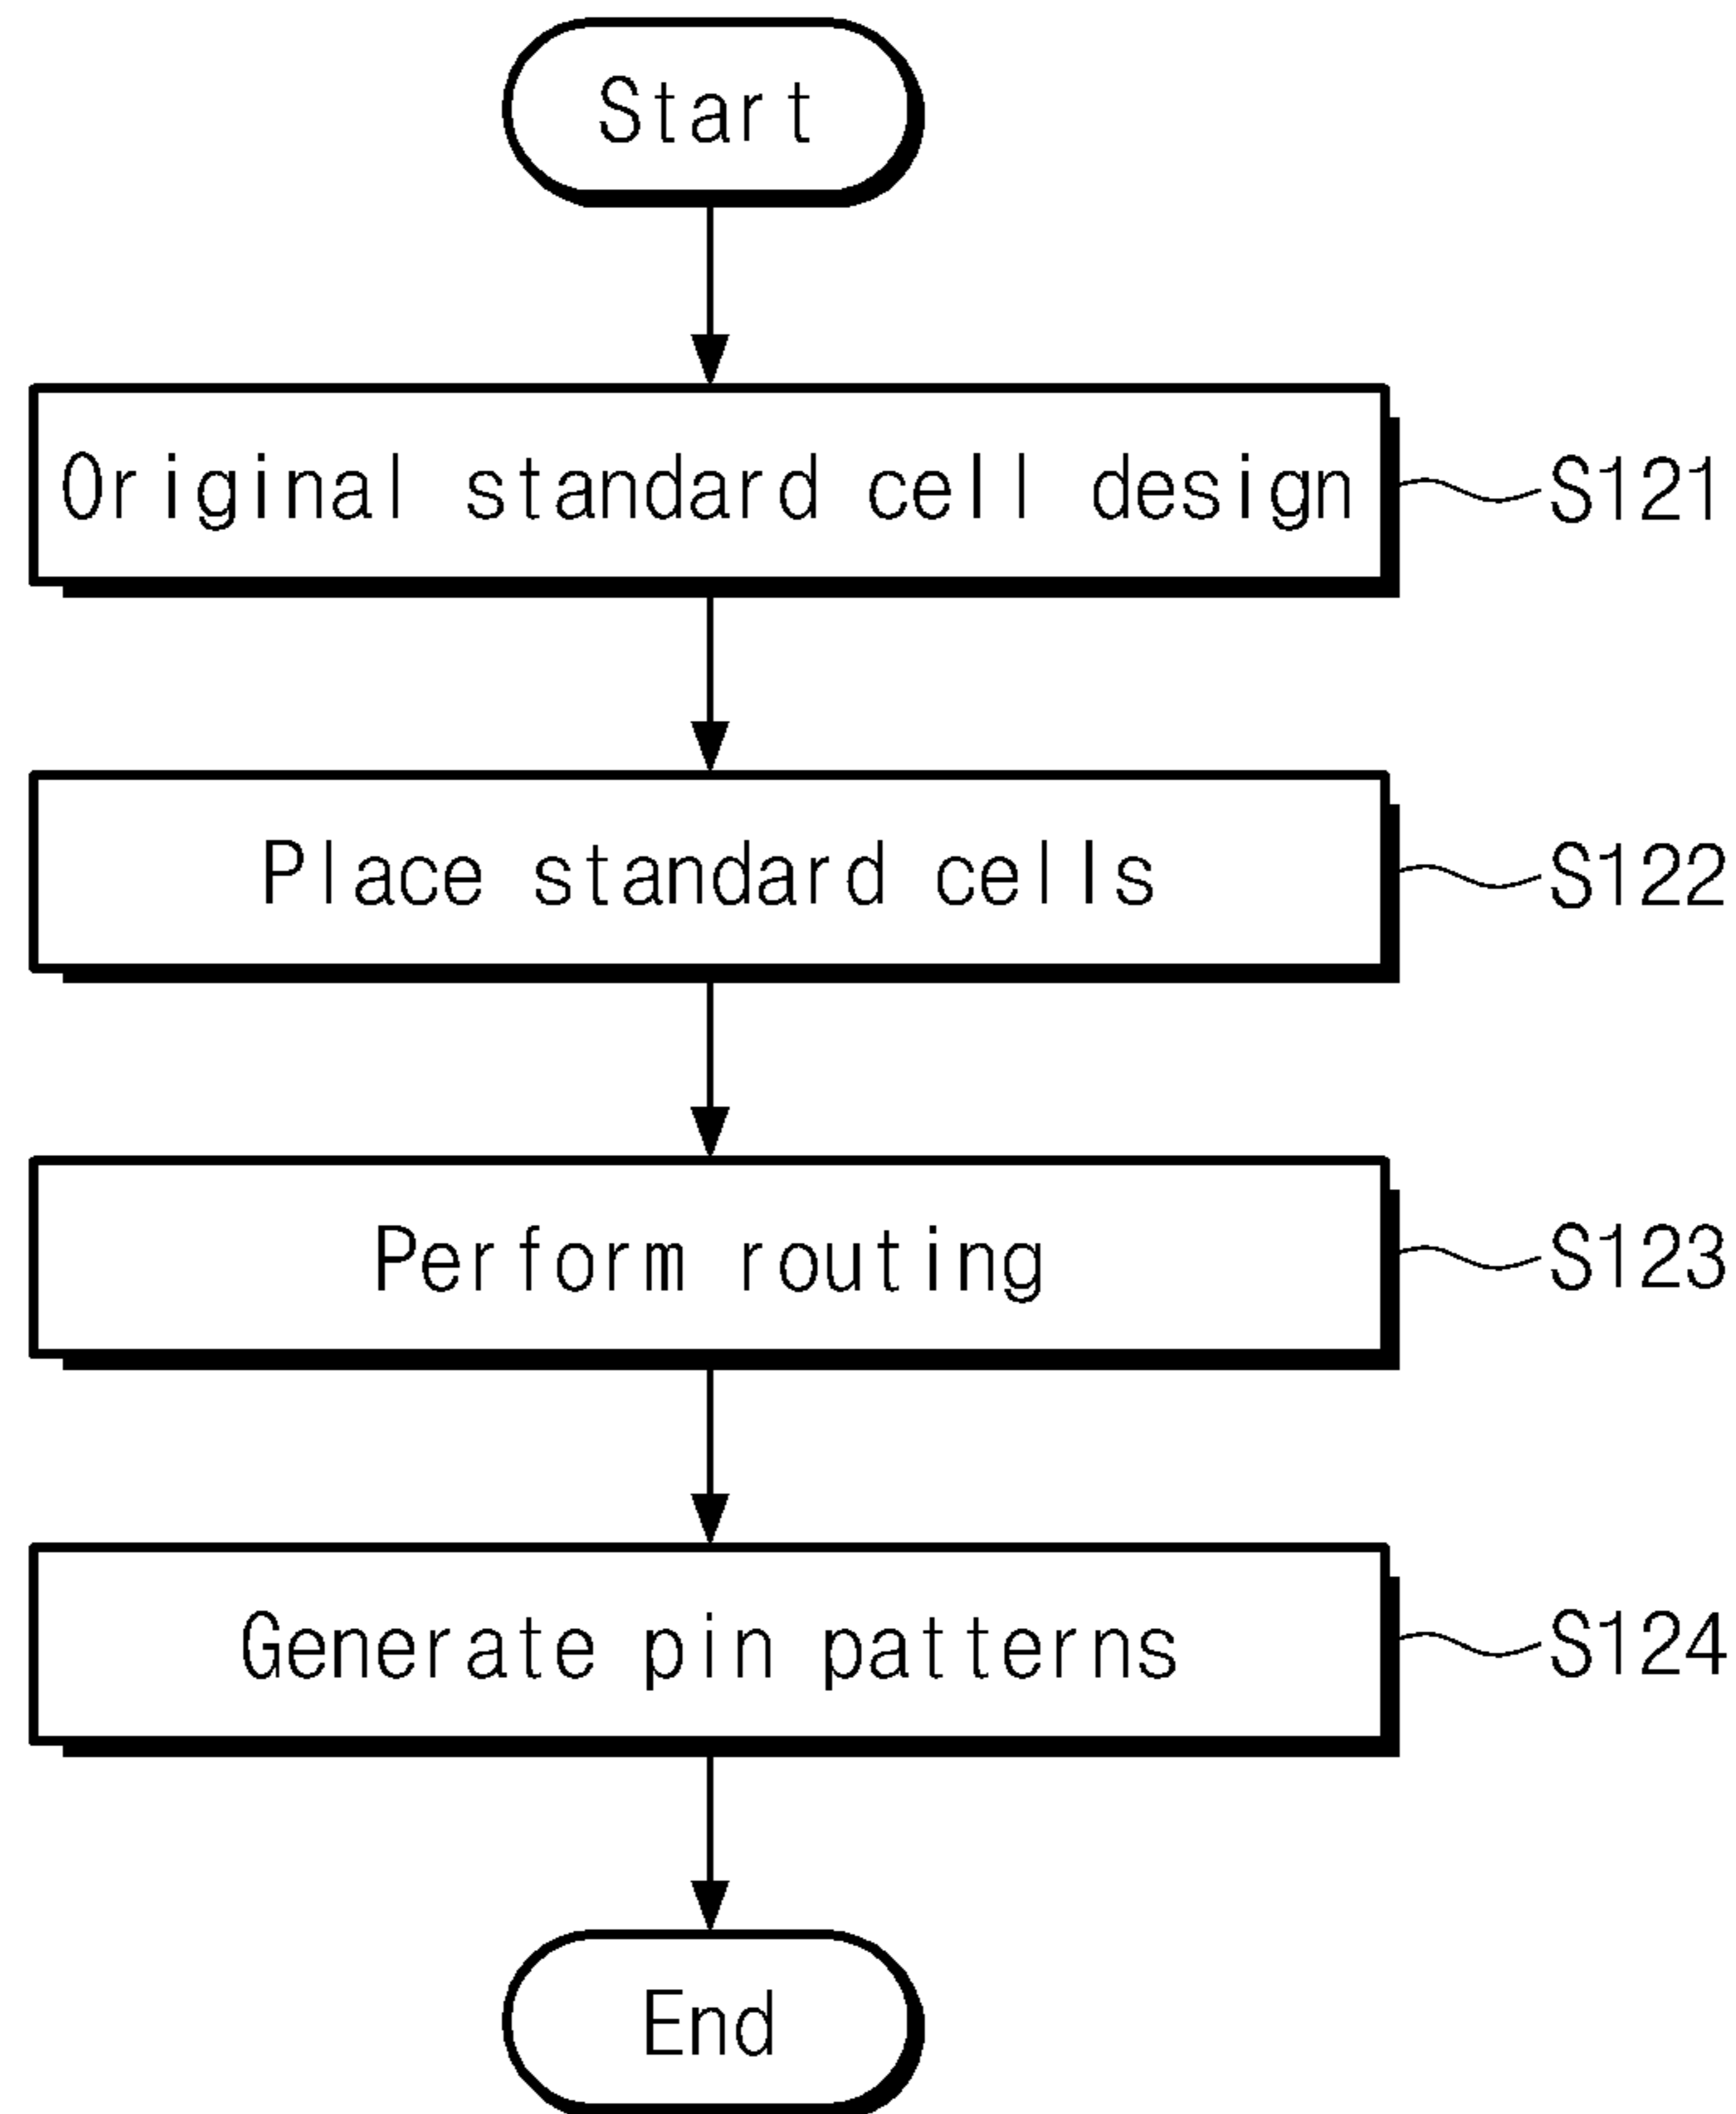 Start
Original standard cell design
S121
Place standard cells
S122
Perform routing
S123
Generate pin patterns
S124
End